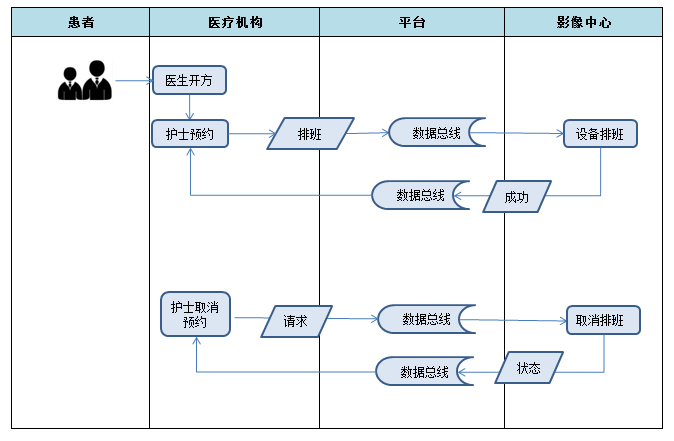 患者
医疗机构
平台
影像中心
医生开方
护士预约
排班
数据总线
设备排班
数据总线
成功
护士取消
预约
请求
数据总线
取消排班
数据总线
状态